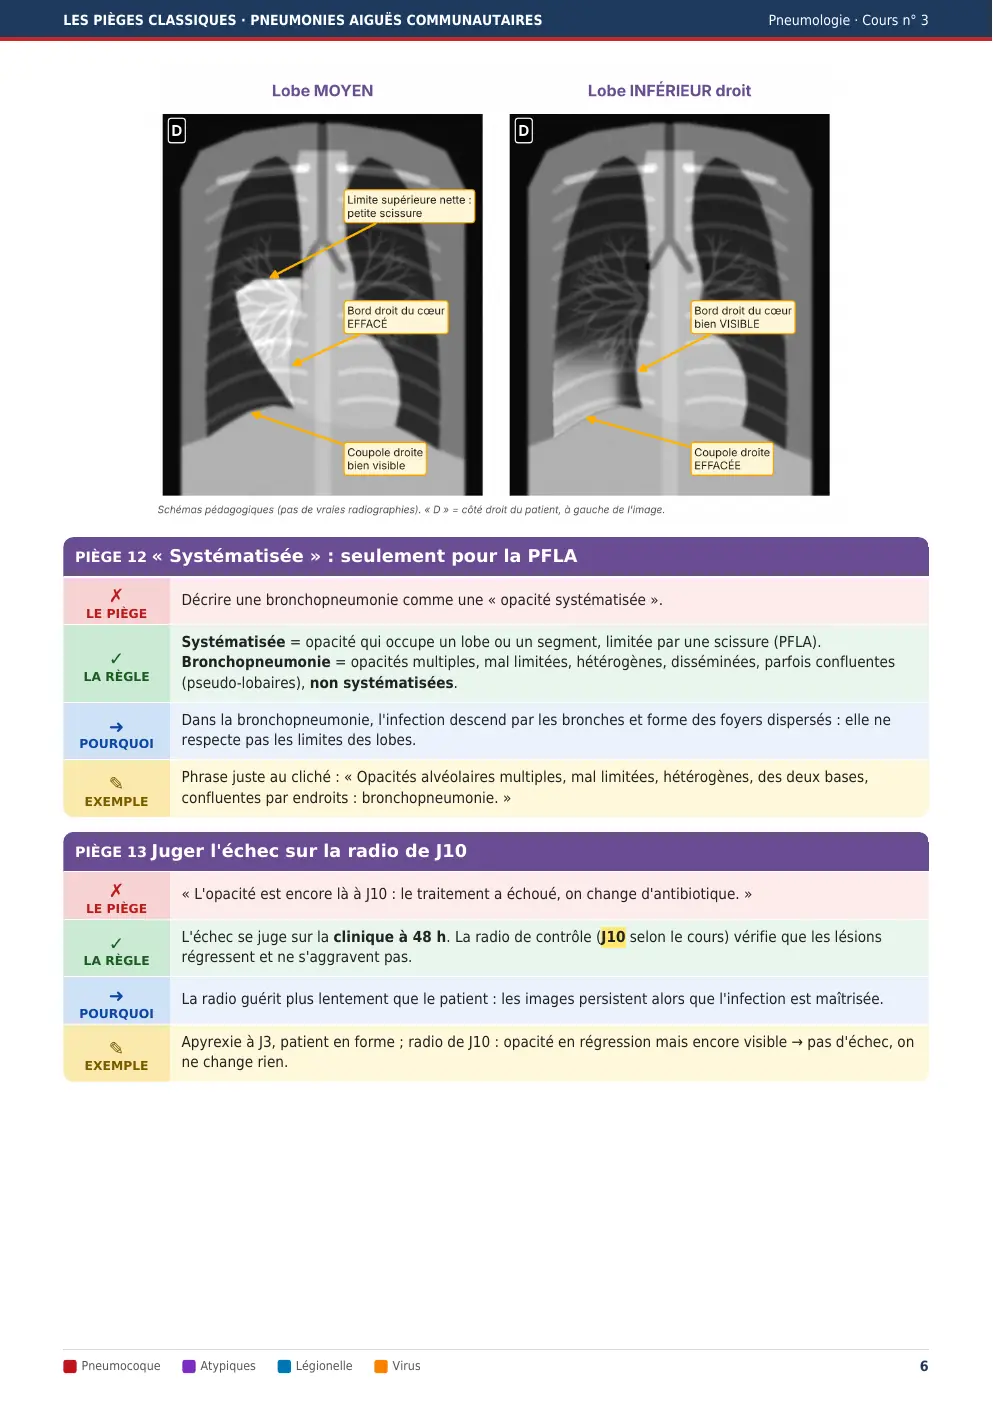 LES PIÈGES CLASSIQUES · PNEUMONIES AIGUËS COMMUNAUTAIRES
Pneumologie · Cours n° 3
Lobe MOYEN
Lobe INFÉRIEUR droit
D
Limite supérieure nette :
petite scissure
Bord droit du cœur
EFFACÉ
Coupole droite
bien visible
D
Bord droit du cœur
bien VISIBLE
Coupole droite
EFFACÉE
Schémas pédagogiques (pas de vraies radiographies). « D » = côté droit du patient, à gauche de l'image.
PIÈGE 12 « Systématisée » : seulement pour la PFLA
✗
LE PIÈGE
Décrire une bronchopneumonie comme une « opacité systématisée ».
✓
LA RÈGLE
Systématisée = opacité qui occupe un lobe ou un segment, limitée par une scissure (PFLA).
Bronchopneumonie = opacités multiples, mal limitées, hétérogènes, disséminées, parfois confluentes
(pseudo-lobaires), non systématisées.
➜
POURQUOI
Dans la bronchopneumonie, l'infection descend par les bronches et forme des foyers dispersés : elle ne
respecte pas les limites des lobes.
✎
EXEMPLE
Phrase juste au cliché : « Opacités alvéolaires multiples, mal limitées, hétérogènes, des deux bases,
confluentes par endroits : bronchopneumonie. »
PIÈGE 13 Juger l'échec sur la radio de J10
✗
LE PIÈGE
« L'opacité est encore là à J10 : le traitement a échoué, on change d'antibiotique. »
✓
LA RÈGLE
L'échec se juge sur la clinique à 48 h. La radio de contrôle (J10 selon le cours) vérifie que les lésions
régressent et ne s'aggravent pas.
➜
POURQUOI
La radio guérit plus lentement que le patient : les images persistent alors que l'infection est maîtrisée.
✎
EXEMPLE
Apyrexie à J3, patient en forme ; radio de J10 : opacité en régression mais encore visible → pas d'échec, on
ne change rien.
Pneumocoque
Atypiques
Légionelle
Virus
6